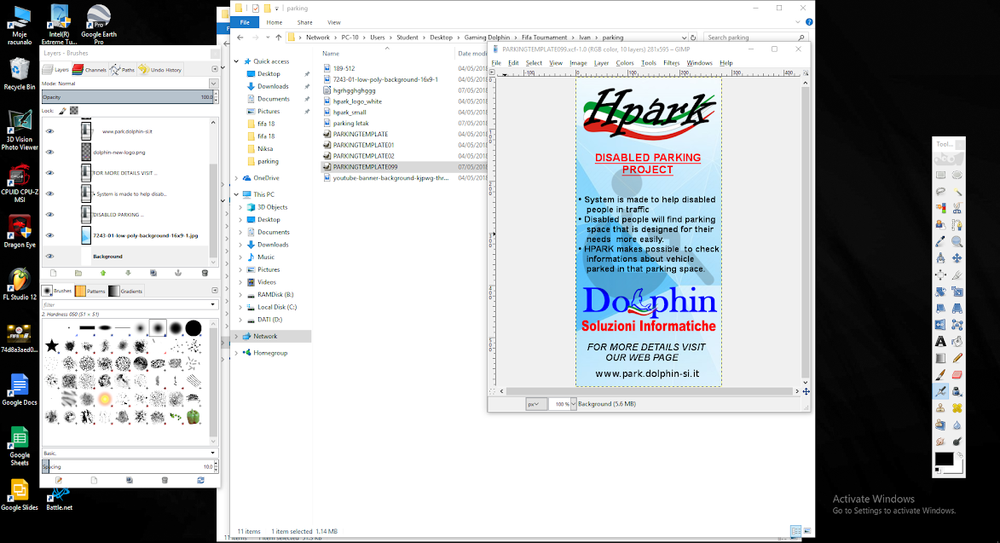 Moje racunalo
Intel(R) Extreme Tu...
Google Earth Pro
Recycle Bin
3D Vision Photo Viewer
CPUID CPU-Z MSI
Dragon Eye
FL Studio 12
74d8a3aed0...
Google Docs
Google Sheets
Google Slides
Battle.net
Layers - Brushes
Layers Channels Paths Undo History
Mode: Normal
Opacity 100.0
Lock:
www.park.dolphin-si.it
dolphin-new-logo.png
FOR MORE DETAILS VISIT ...
System is made to help disab...
DISABLED PARKING ...
7243-01-low-poly-background-16x9-1.jpg
Background
Brushes Patterns Gradients
filter
2. Hardness 050 (51 × 51)
Basic.
Spacing 10.0
parking
File Home Share View
Network > PC-10 > Users > Student > Desktop > Gaming Dolphin > Fifa Tournament > Ivan > parking
Search parking
Name
Date modi
Quick access
Desktop
Downloads
Documents
Pictures
fifa 18
fifa 18
Niksa
parking
OneDrive
This PC
3D Objects
Desktop
Documents
Downloads
Music
Pictures
Videos
RAMDisk (B:)
Local Disk (C:)
DATI (D:)
Network
Homegroup
189-512 04/05/2018
7243-01-low-poly-background-16x9-1 04/05/2018
hgrhgghghggg 07/05/2018
hpark_logo_white 04/05/2018
hpark_small 04/05/2018
parking letak 04/05/2018
PARKINGTEMPLATE 04/05/2018
PARKINGTEMPLATE01 04/05/2018
PARKINGTEMPLATE02 04/05/2018
PARKINGTEMPLATE099 07/05/2018
youtube-banner-background-kjpwg-thr... 04/05/2018
11 items 1 item selected 1.14 MB
PARKINGTEMPLATE099.xcf-1.0 (RGB color, 10 layers) 281x595 – GIMP
File Edit Select View Image Layer Colors Tools Filters Windows Help
Hpark
DISABLED PARKING
PROJECT
• System is made to help disabled
people in traffic
• Disabled people will find parking
space that is designed for their
needs more easily.
• HPARK makes possible to check
informations about vehicle
parked in that parking space.
Dolphin
Soluzioni Informatiche
FOR MORE DETAILS VISIT
OUR WEB PAGE
www.park.dolphin-si.it
px 100 % Background (5.6 MB)
Tool...
Activate Windows
Go to Settings to activate Windows.